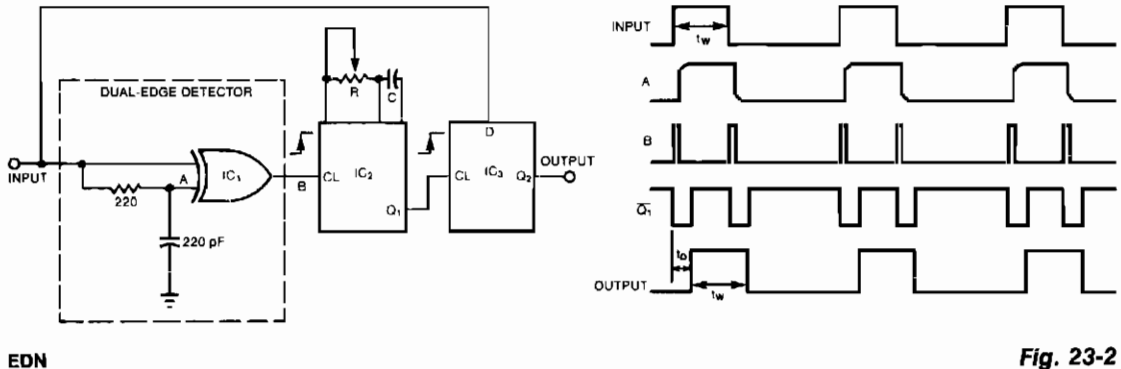 DUAL-EDGE DETECTOR
INPUT
220
A
220 pF
IC₁
B
R
C
CL
IC₂
Q₁
D
CL
IC₃
Q₂
OUTPUT
INPUT
tw
A
B
Q̅₁
tD
OUTPUT
tw
EDN
Fig. 23-2